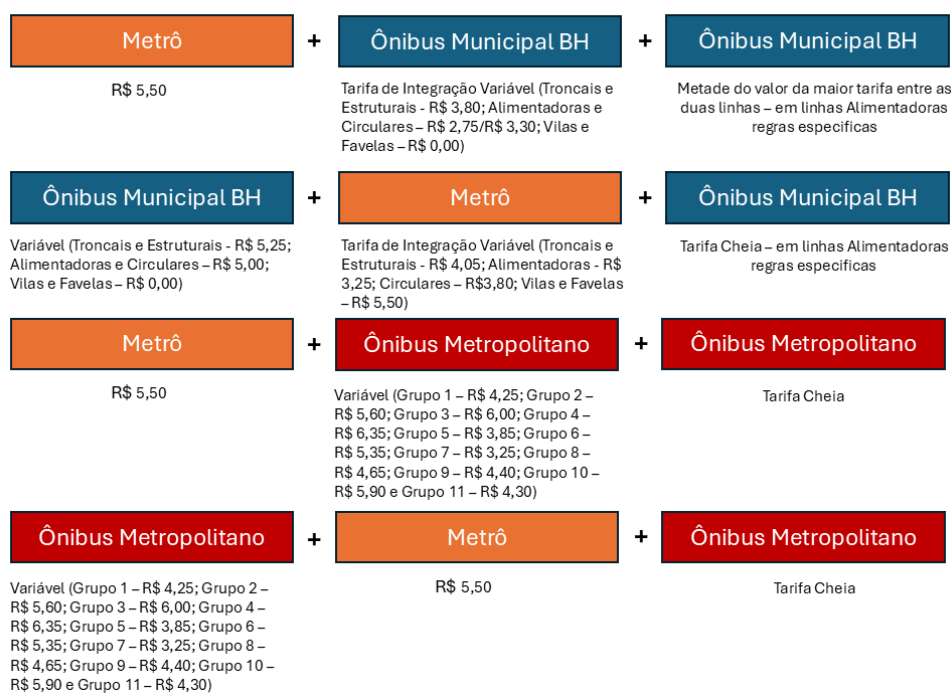 Metrô + Ônibus Municipal BH + Ônibus Municipal BH
R$ 5,50
Tarifa de Integração Variável (Troncais e
Estruturais - R$ 3,80; Alimentadoras e
Circulares – R$ 2,75/R$ 3,30; Vilas e
Favelas – R$ 0,00)
Metade do valor da maior tarifa entre as
duas linhas – em linhas Alimentadoras
regras especificas
Ônibus Municipal BH + Metrô + Ônibus Municipal BH
Variável (Troncais e Estruturais - R$ 5,25;
Alimentadoras e Circulares – R$ 5,00;
Vilas e Favelas – R$ 0,00)
Tarifa de Integração Variável (Troncais e
Estruturais - R$ 4,05; Alimentadoras - R$
3,25; Circulares – R$3,80; Vilas e Favelas
– R$ 5,50)
Tarifa Cheia – em linhas Alimentadoras
regras especificas
Metrô + Ônibus Metropolitano + Ônibus Metropolitano
R$ 5,50
Variável (Grupo 1 – R$ 4,25; Grupo 2 –
R$ 5,60; Grupo 3 – R$ 6,00; Grupo 4 –
R$ 6,35; Grupo 5 – R$ 3,85; Grupo 6 –
R$ 5,35; Grupo 7 – R$ 3,25; Grupo 8 –
R$ 4,65; Grupo 9 – R$ 4,40; Grupo 10 –
R$ 5,90 e Grupo 11 – R$ 4,30)
Tarifa Cheia
Ônibus Metropolitano + Metrô + Ônibus Metropolitano
Variável (Grupo 1 – R$ 4,25; Grupo 2 –
R$ 5,60; Grupo 3 – R$ 6,00; Grupo 4 –
R$ 6,35; Grupo 5 – R$ 3,85; Grupo 6 –
R$ 5,35; Grupo 7 – R$ 3,25; Grupo 8 –
R$ 4,65; Grupo 9 – R$ 4,40; Grupo 10 –
R$ 5,90 e Grupo 11 – R$ 4,30)
R$ 5,50
Tarifa Cheia